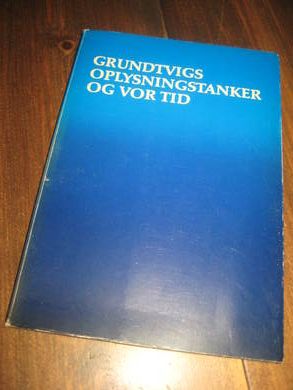 GRUNDTVIGS
OPLYSNINGSTANKER
OG VOR TID